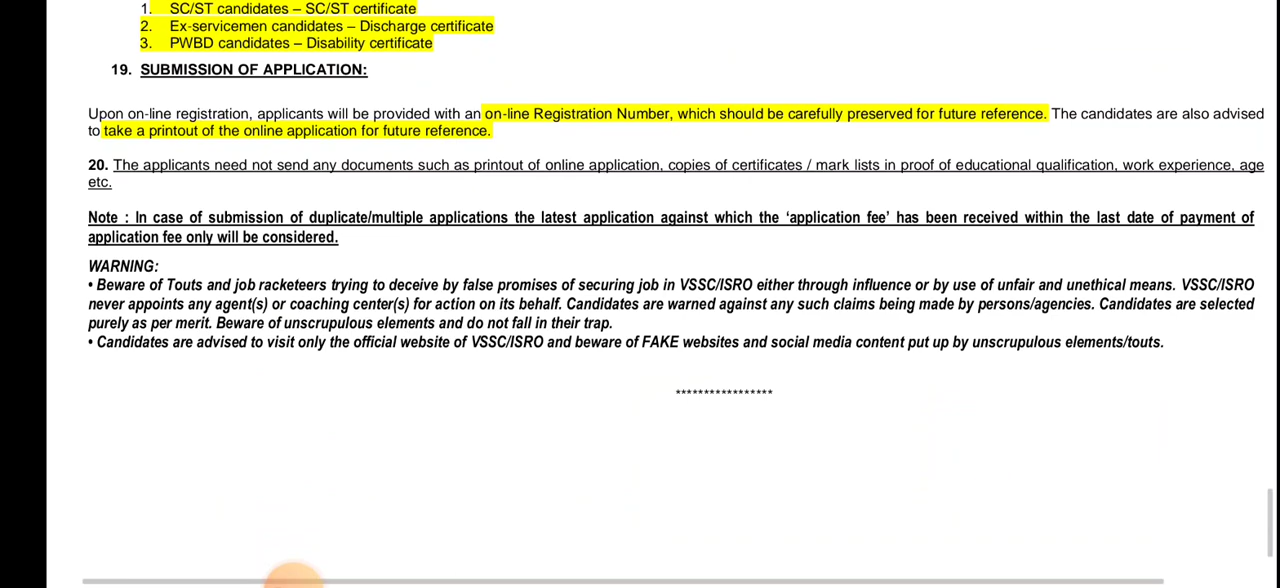 1. SC/ST candidates – SC/ST certificate
2. Ex-servicemen candidates – Discharge certificate
3. PWBD candidates – Disability certificate
19. SUBMISSION OF APPLICATION:
Upon on-line registration, applicants will be provided with an on-line Registration Number, which should be carefully preserved for future reference. The candidates are also advised
to take a printout of the online application for future reference.
20. The applicants need not send any documents such as printout of online application, copies of certificates / mark lists in proof of educational qualification, work experience, age
etc.
Note : In case of submission of duplicate/multiple applications the latest application against which the ‘application fee’ has been received within the last date of payment of
application fee only will be considered.
WARNING:
• Beware of Touts and job racketeers trying to deceive by false promises of securing job in VSSC/ISRO either through influence or by use of unfair and unethical means. VSSC/ISRO
never appoints any agent(s) or coaching center(s) for action on its behalf. Candidates are warned against any such claims being made by persons/agencies. Candidates are selected
purely as per merit. Beware of unscrupulous elements and do not fall in their trap.
• Candidates are advised to visit only the official website of VSSC/ISRO and beware of FAKE websites and social media content put up by unscrupulous elements/touts.
*****************